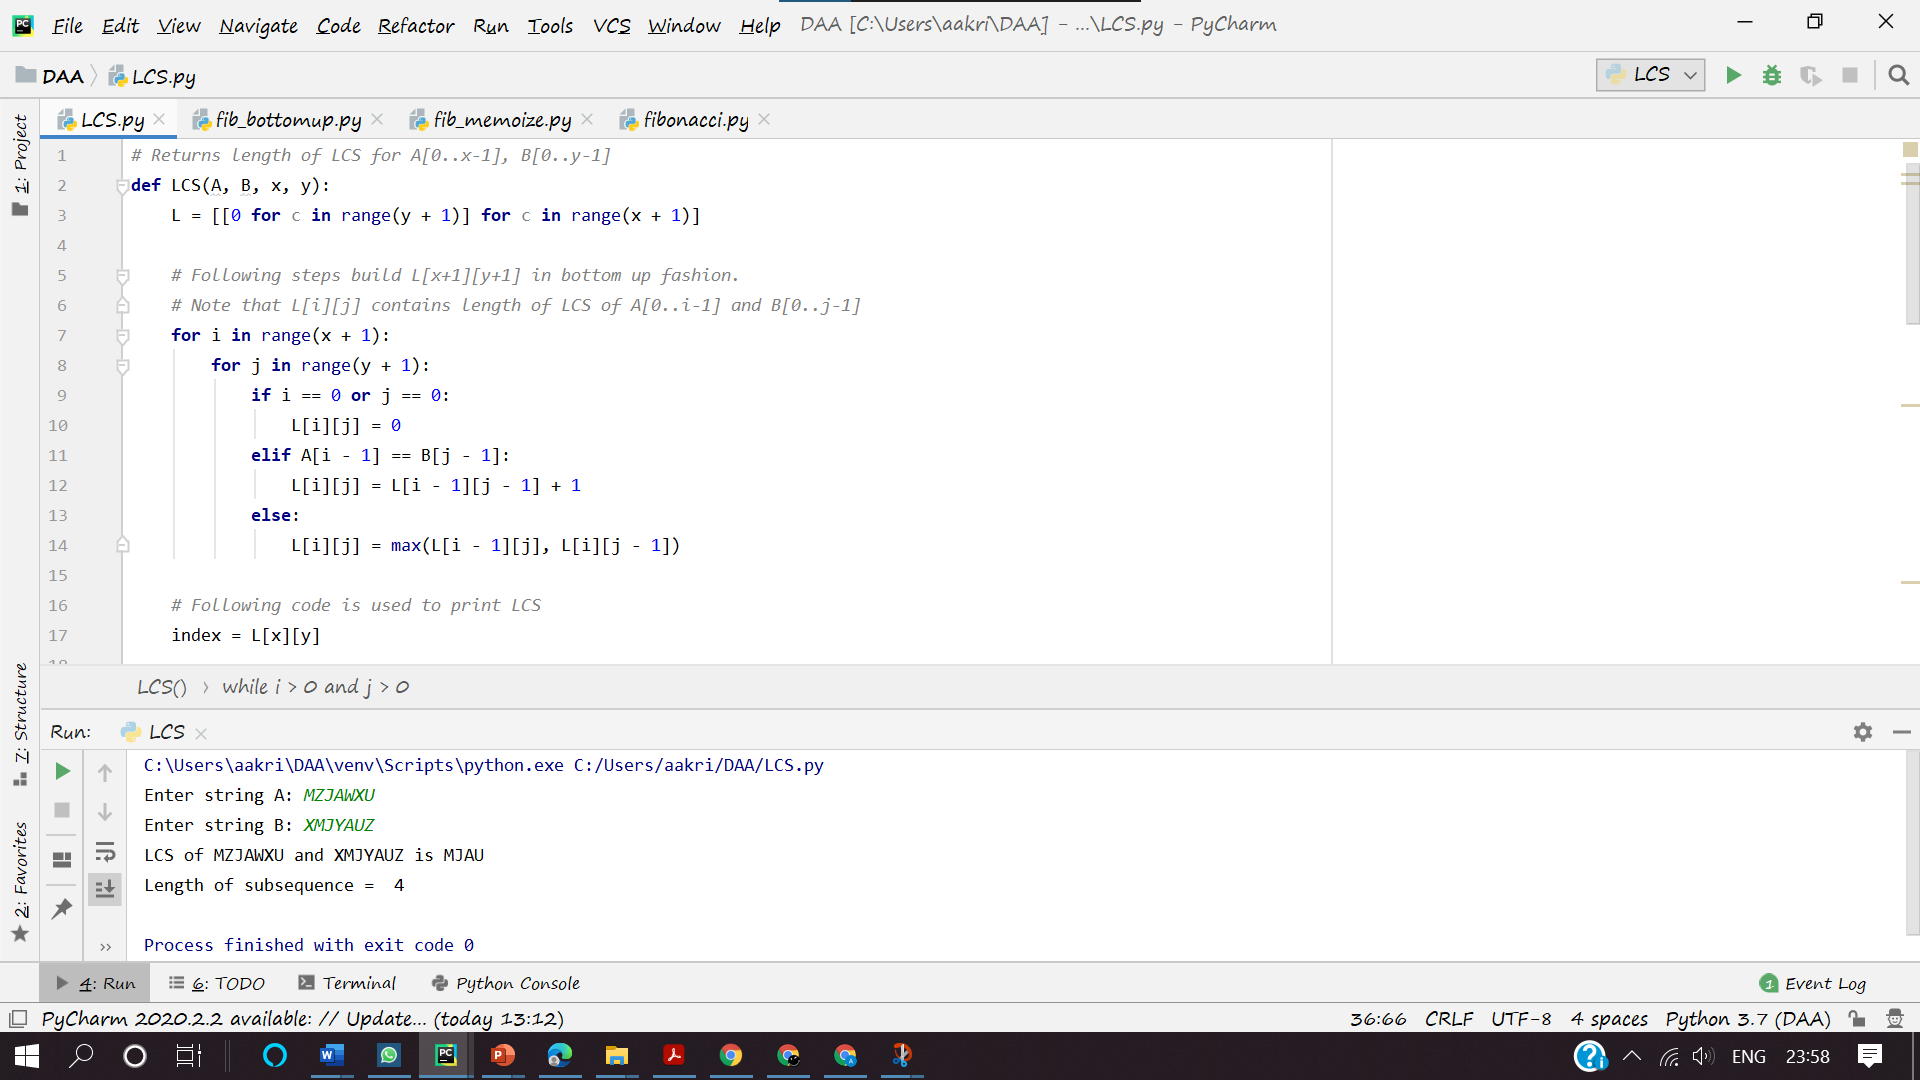 File Edit View Navigate Code Refactor Run Tools VCS Window Help DAA [C:\Users\aakri\DAA] - ...\LCS.py - PyCharm
DAA LCS.py LCS
LCS.py fib_bottomup.py fib_memoize.py fibonacci.py
1: Project
1 # Returns length of LCS for A[0..x-1], B[0..y-1]
2 def LCS(A, B, x, y):
3 L = [[0 for c in range(y + 1)] for c in range(x + 1)]
4
5 # Following steps build L[x+1][y+1] in bottom up fashion.
6 # Note that L[i][j] contains length of LCS of A[0..i-1] and B[0..j-1]
7 for i in range(x + 1):
8 for j in range(y + 1):
9 if i == 0 or j == 0:
10 L[i][j] = 0
11 elif A[i - 1] == B[j - 1]:
12 L[i][j] = L[i - 1][j - 1] + 1
13 else:
14 L[i][j] = max(L[i - 1][j], L[i][j - 1])
15
16 # Following code is used to print LCS
17 index = L[x][y]
LCS() › while i > 0 and j > 0
7: Structure
2: Favorites
Run: LCS
C:\Users\aakri\DAA\venv\Scripts\python.exe C:/Users/aakri/DAA/LCS.py
Enter string A: MZJAWXU
Enter string B: XMJYAUZ
LCS of MZJAWXU and XMJYAUZ is MJAU
Length of subsequence =  4
Process finished with exit code 0
4: Run 6: TODO Terminal Python Console 1 Event Log
PyCharm 2020.2.2 available: // Update... (today 13:12) 36:66 CRLF UTF-8 4 spaces Python 3.7 (DAA)
ENG 23:58